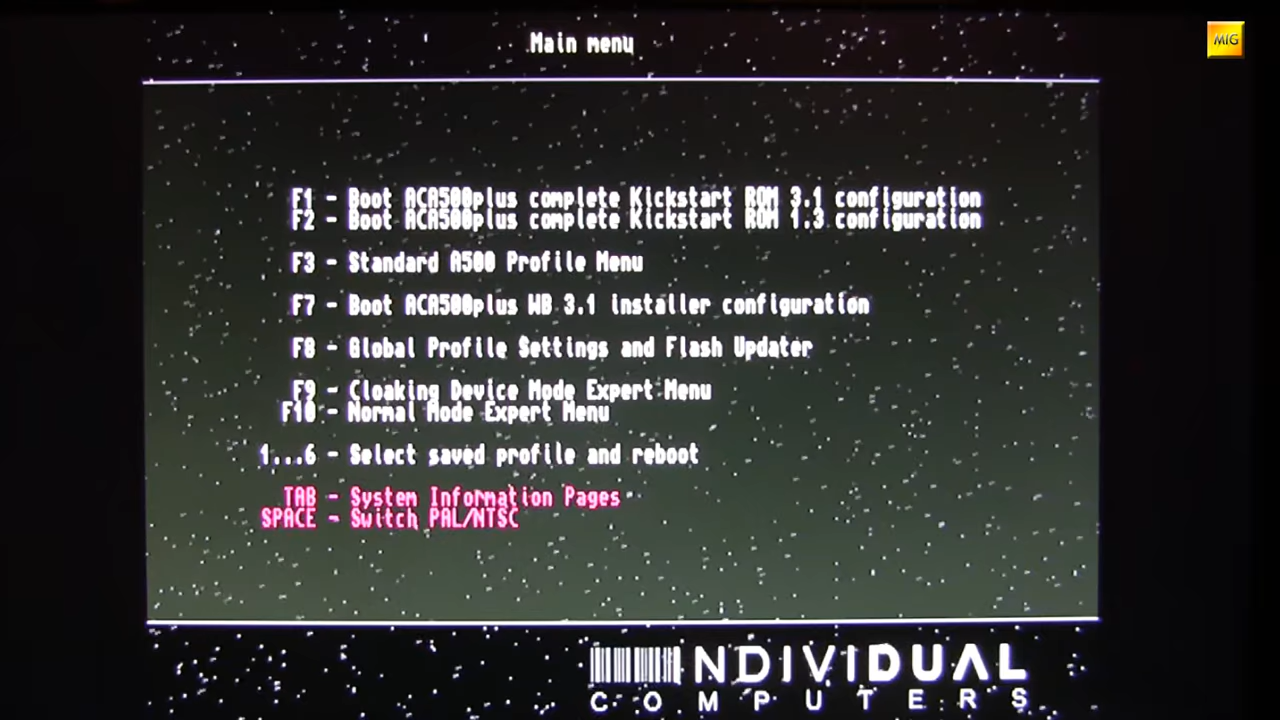 MIG
Main menu
F1 - Boot ACA500plus complete Kickstart ROM 3.1 configuration
F2 - Boot ACA500plus complete Kickstart ROM 1.3 configuration
F3 - Standard A500 Profile Menu
F7 - Boot ACA500plus WB 3.1 installer configuration
F8 - Global Profile Settings and Flash Updater
F9 - Cloaking Device Mode Expert Menu
F10 - Normal Mode Expert Menu
1...6 - Select saved profile and reboot
TAB - System Information Pages
SPACE - Switch PAL/NTSC
INDIVIDUAL
COMPUTERS